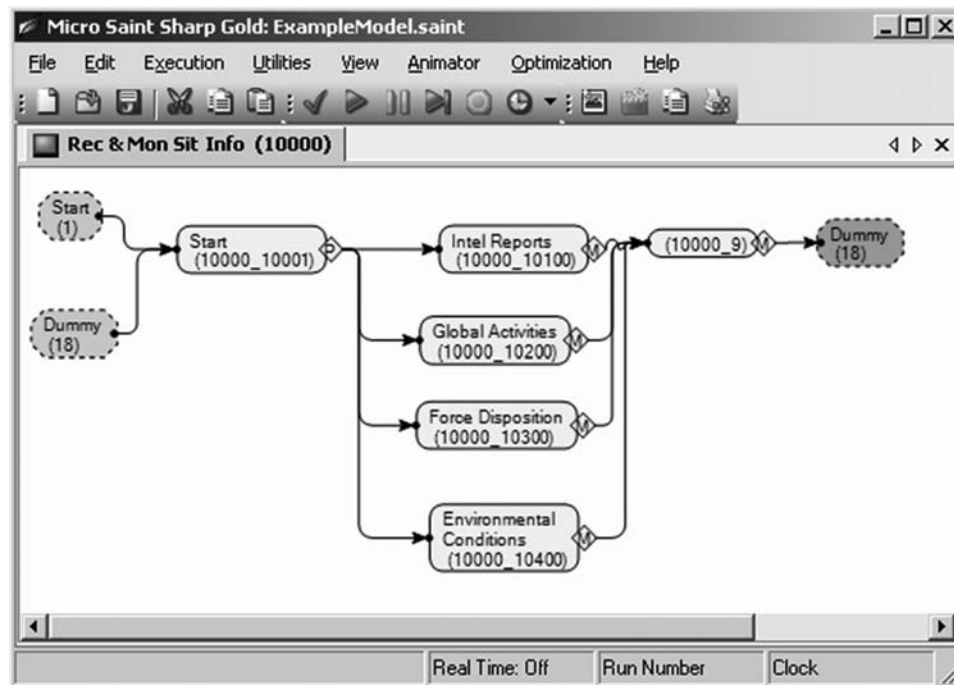 Micro Saint Sharp Gold: ExampleModel.saint
File Edit Execution Utilities View Animator Optimization Help
Rec & Mon Sit Info (10000)
Start
(1)
Dummy
(18)
Start
(10000_10001)
Intel Reports
(10000_10100)
M
Global Activities
(10000_10200)
M
Force Disposition
(10000_10300)
M
Environmental
Conditions
(10000_10400)
M
(10000_9)
M
Dummy
(18)
Real Time: Off Run Number Clock